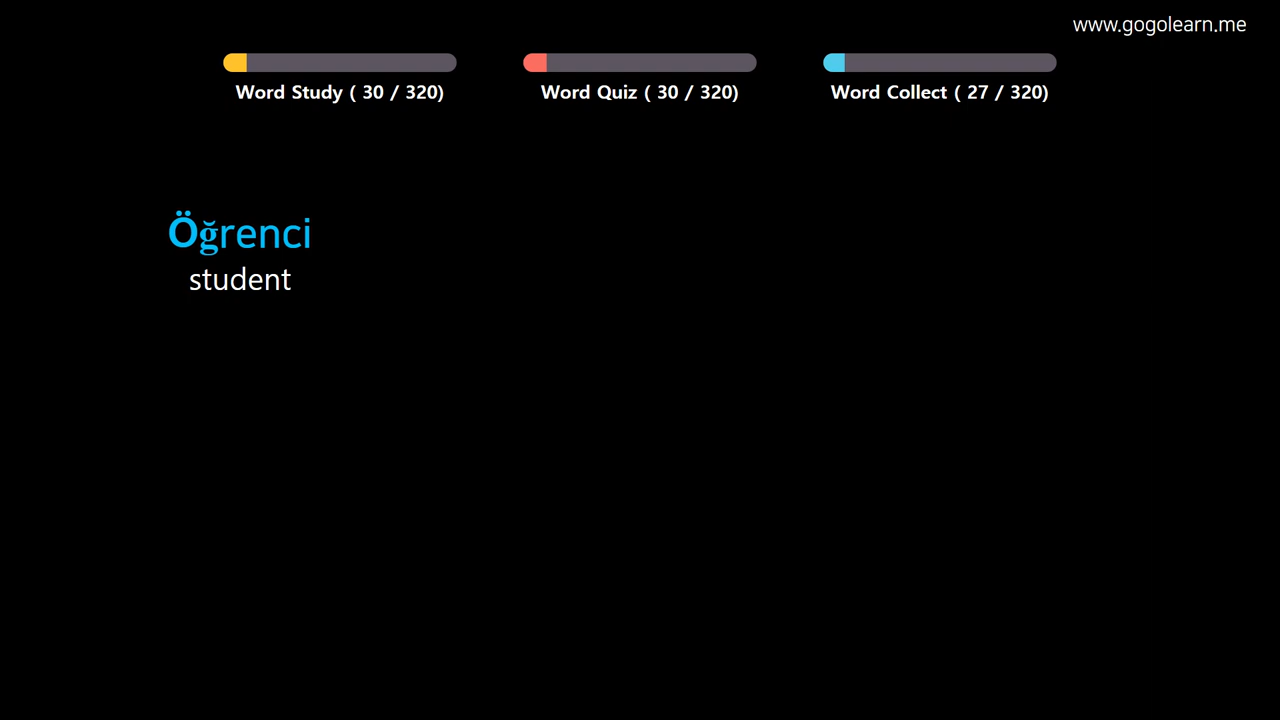 www.gogolearn.me
Word Study ( 30 / 320)
Word Quiz ( 30 / 320)
Word Collect ( 27 / 320)
Öğrenci
student